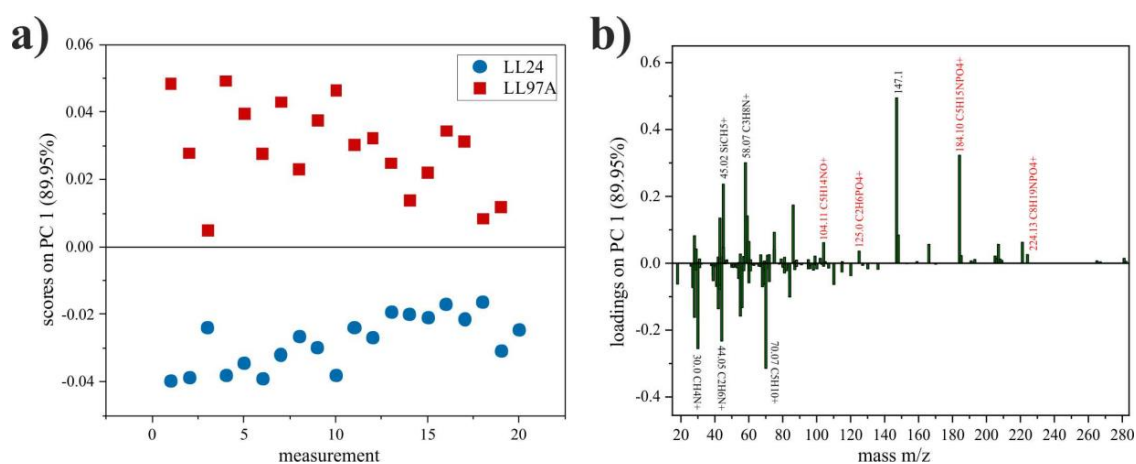 a)
0.06
0.04
0.02
0.00
-0.02
-0.04
scores on PC 1 (89.95%)
LL24
LL97A
0
5
10
15
20
measurement
b)
0.6
0.4
0.2
0.0
-0.2
-0.4
loadings on PC 1 (89.95%)
45.02 SiCH5+
58.07 C3H8N+
104.11 C5H14NO+
125.0 C2H6PO4+
147.1
184.10 C5H15NPO4+
224.13 C8H19NPO4+
30.0 CH4N+
44.05 C2H6N+
70.07 C5H10+
20 40 60 80 100 120 140 160 180 200 220 240 260 280
mass m/z